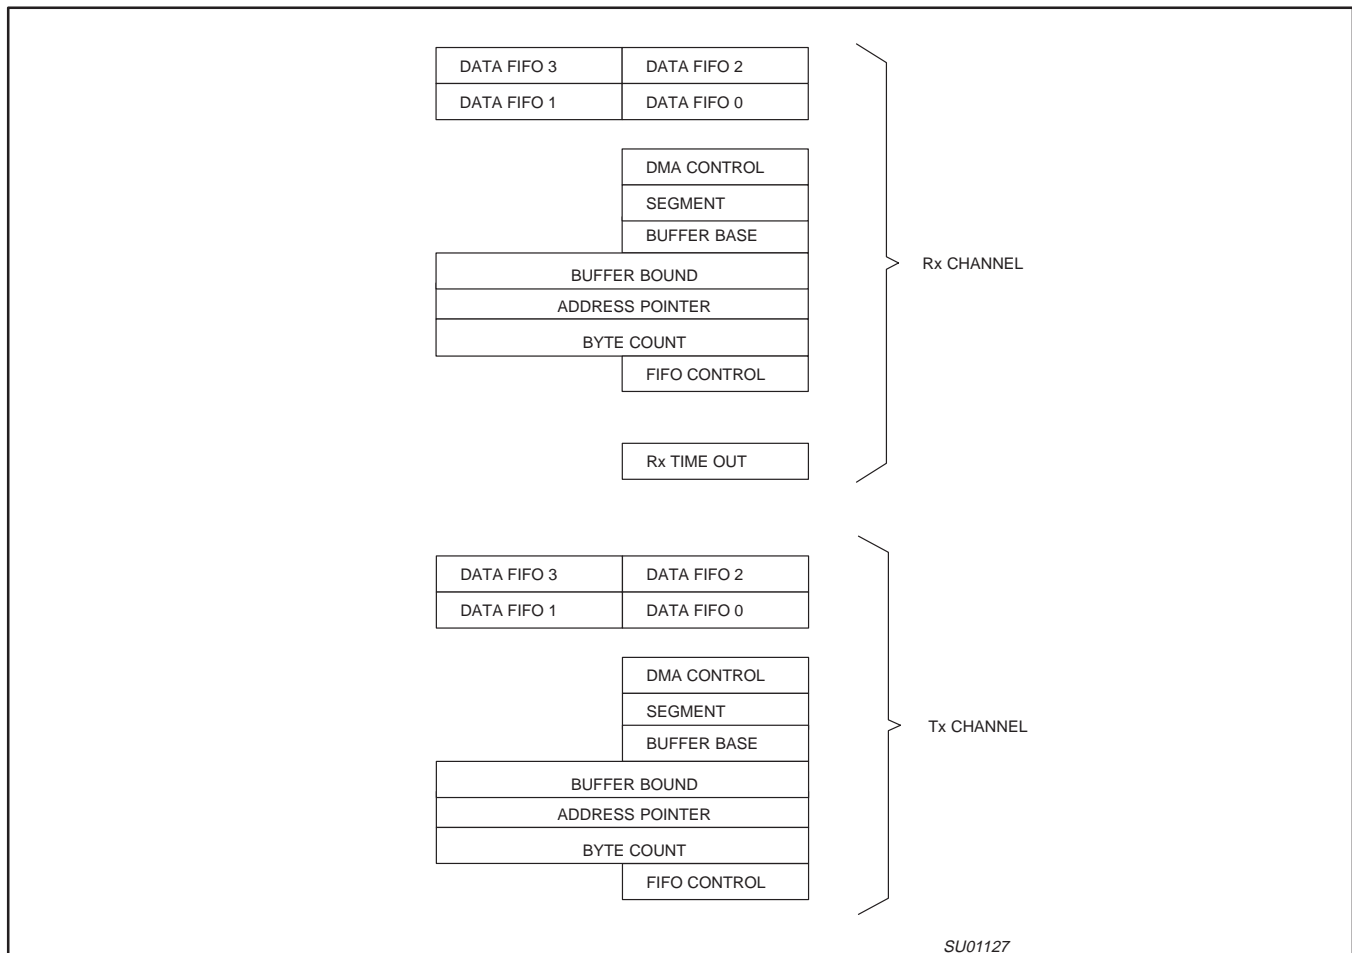 DATA FIFO 3 DATA FIFO 2
DATA FIFO 1 DATA FIFO 0
DMA CONTROL
SEGMENT
BUFFER BASE
BUFFER BOUND
ADDRESS POINTER
BYTE COUNT
FIFO CONTROL
Rx TIME OUT
Rx CHANNEL
DATA FIFO 3 DATA FIFO 2
DATA FIFO 1 DATA FIFO 0
DMA CONTROL
SEGMENT
BUFFER BASE
BUFFER BOUND
ADDRESS POINTER
BYTE COUNT
FIFO CONTROL
Tx CHANNEL
SU01127